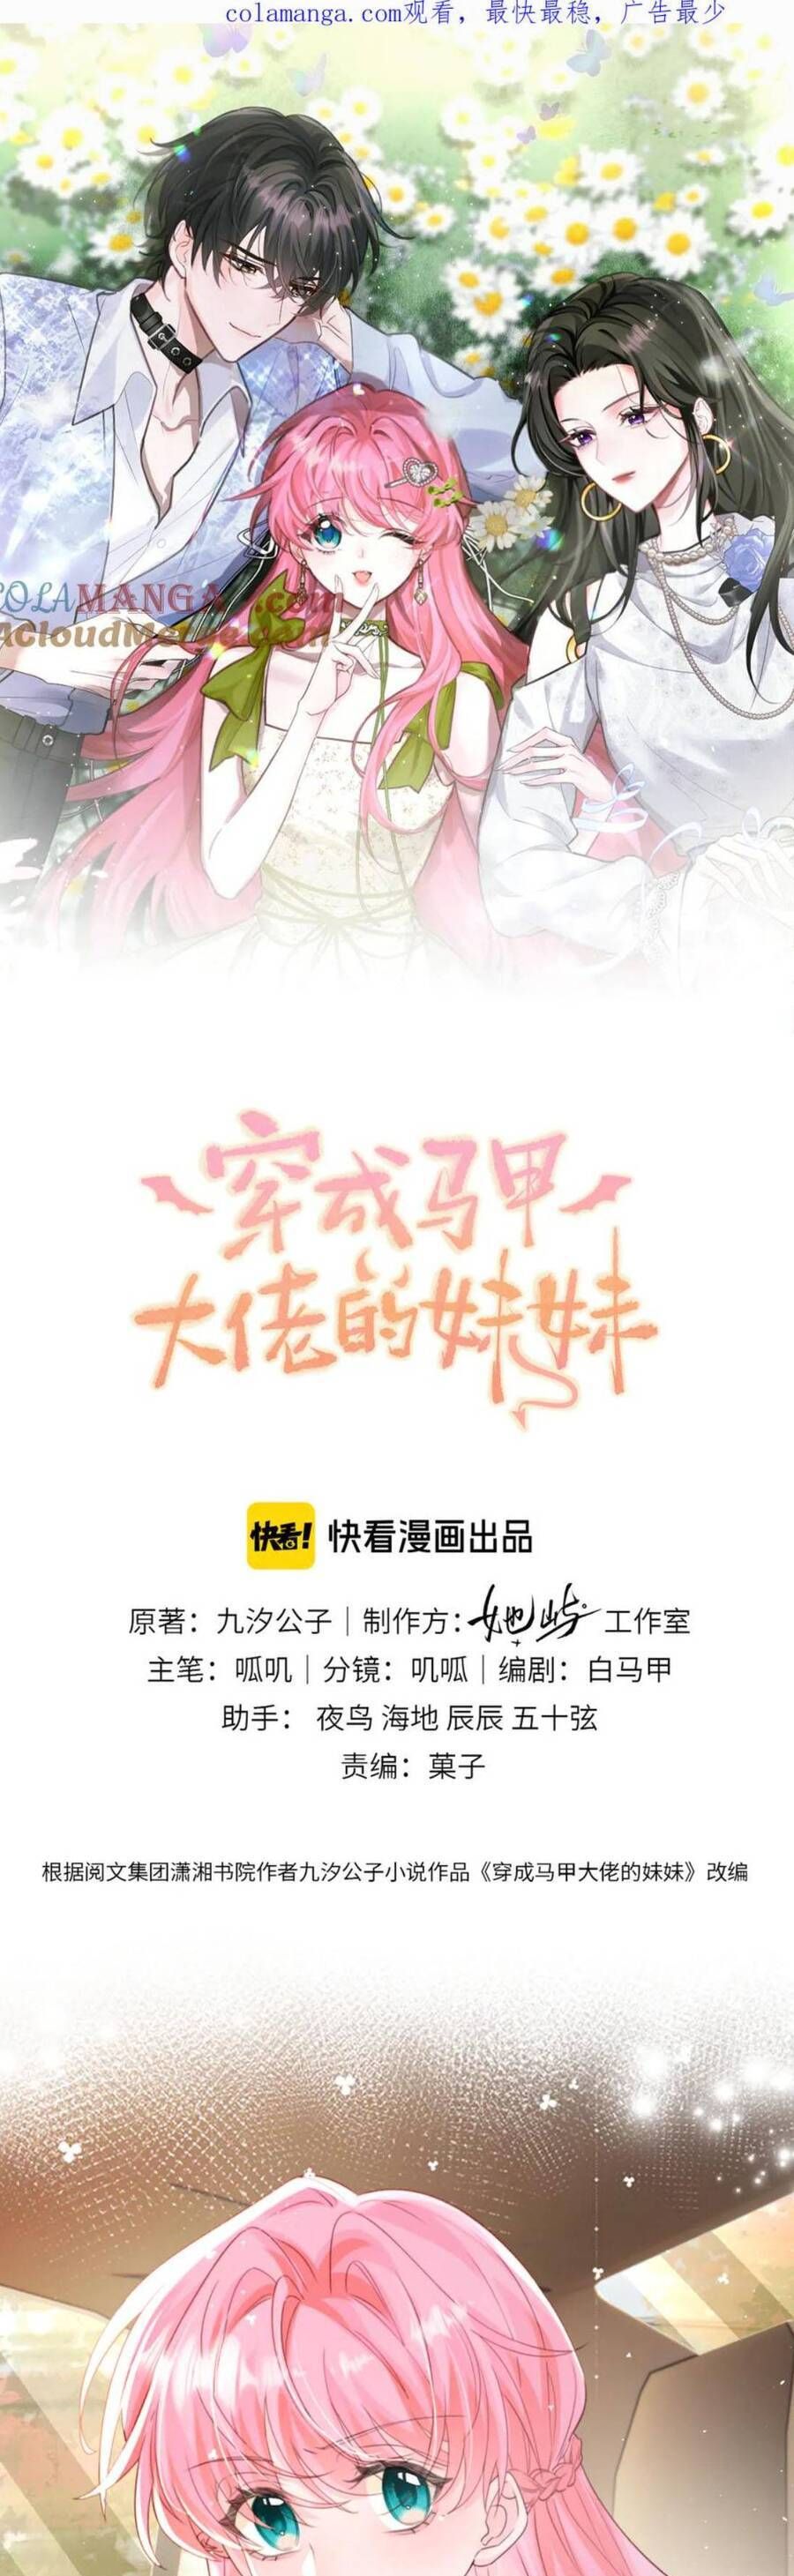 colamanga.com观看，最快最稳，广告最少
COLAMANGA.com
穿成马甲
大佬的妹妹
快看！ 快看漫画出品
原著：九汐公子｜制作方：她屿工作室
主笔：呱叽｜分镜：叽呱｜编剧：白马甲
助手： 夜鸟 海地 辰辰 五十弦
责编：菓子
根据阅文集团潇湘书院作者九汐公子小说作品《穿成马甲大佬的妹妹》改编